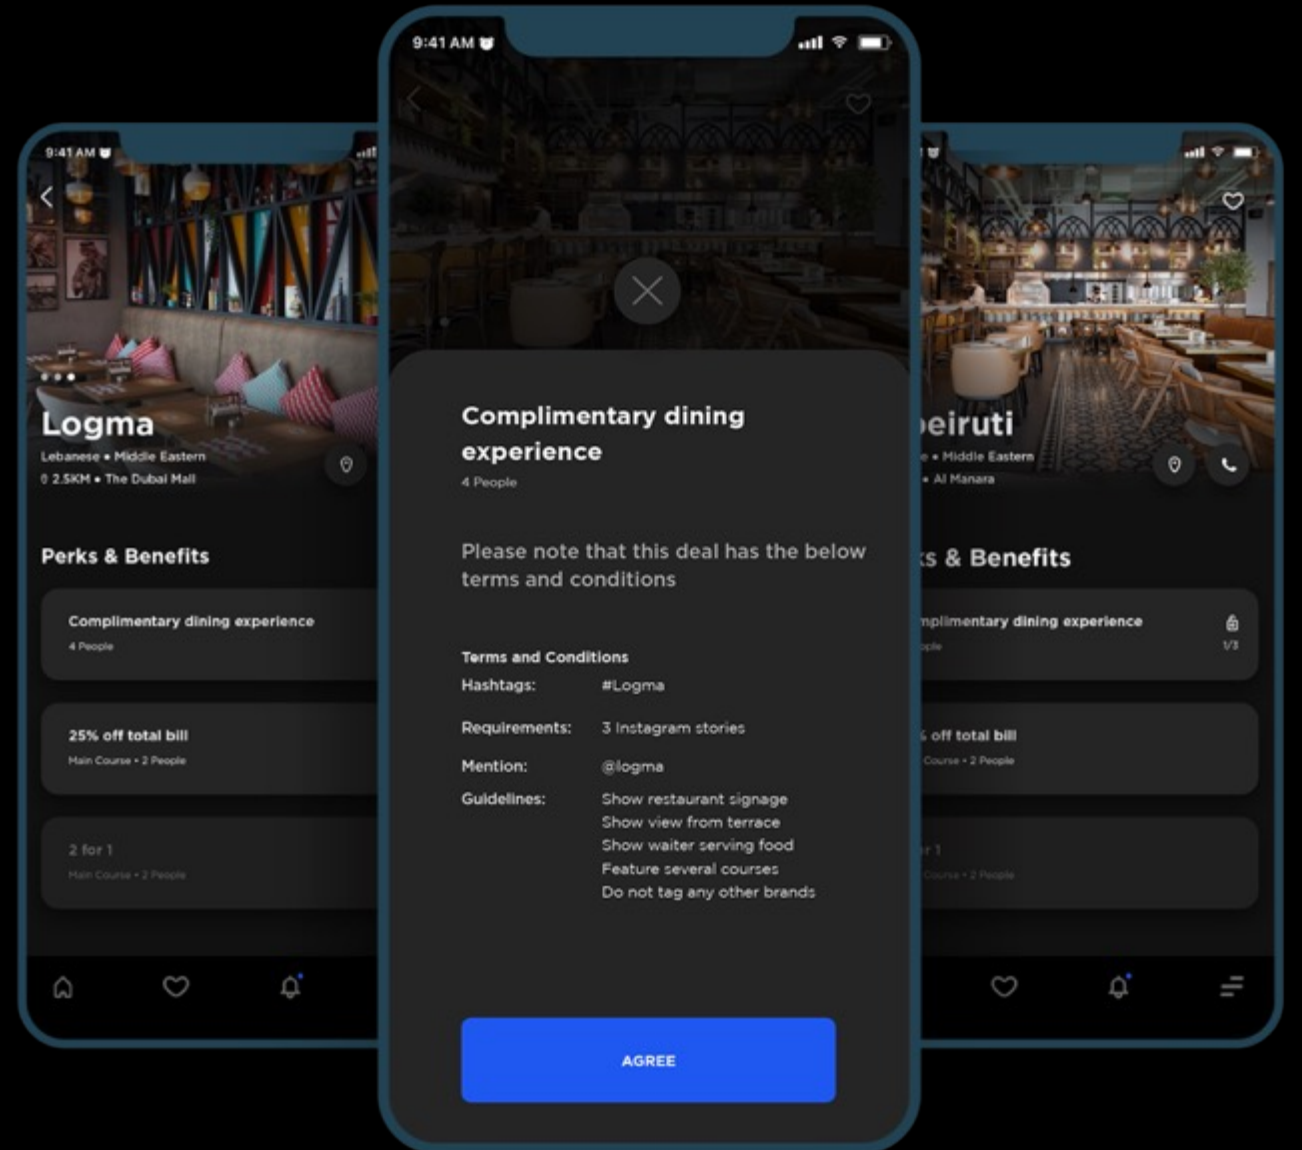 9:41 AM
Logma
Lebanese • Middle Eastern
2.5KM • The Dubai Mall
Perks & Benefits
Complimentary dining experience
4 People
25% off total bill
Main Course • 2 People
2 for 1
Main Course • 2 People
9:41 AM
Complimentary dining
experience
4 People
Please note that this deal has the below
terms and conditions
Terms and Conditions
Hashtags: #Logma
Requirements: 3 Instagram stories
Mention: @logma
Guidelines: Show restaurant signage
Show view from terrace
Show waiter serving food
Feature several courses
Do not tag any other brands
AGREE
beiruti
• Middle Eastern
• Al Manara
& Benefits
dining experience
1/3
off total bill
Course • 2 People
1
Course • 2 People